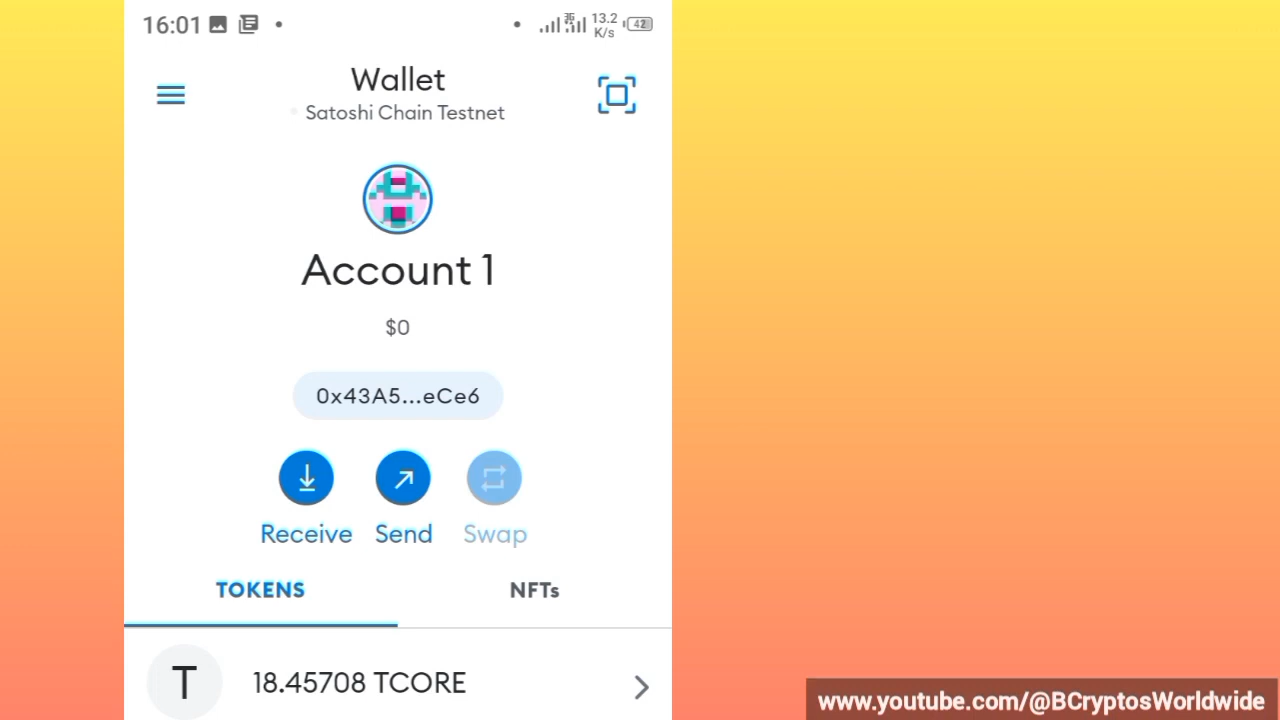 16:01
3G
13.2
K/s
42
Wallet
Satoshi Chain Testnet
Account 1
$0
0x43A5...eCe6
Receive Send Swap
TOKENS NFTs
T 18.45708 TCORE
www.youtube.com/@BCryptosWorldwide